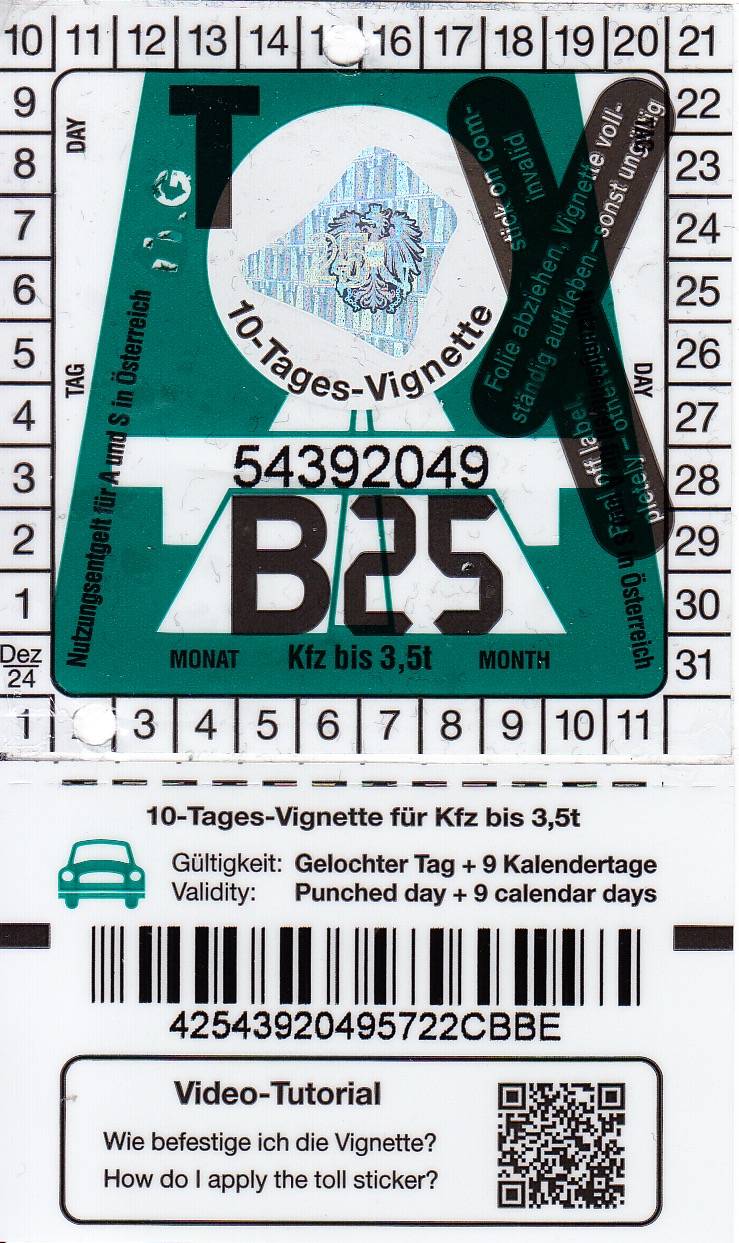 10 11 12 13 14 16 17 18 19 20 21
9 22
8 23
7 24
6 25
5 26
4 27
3 28
2 29
1 30
Dez
24
31
1 3 4 5 6 7 8 9 10 11
DAY
TAG
T
G
25
10-Tages-Vignette
Nutzungsentgelt für A und S in Österreich
stick on com-
invalid
Folie abziehen, Vignette voll-
ständig aufkleben – sonst ungültig
off label,
pletely – otherwise
S in Österreich
DAY
54392049
B25
MONAT Kfz bis 3,5t MONTH
10-Tages-Vignette für Kfz bis 3,5t
Gültigkeit: Gelochter Tag + 9 Kalendertage
Validity: Punched day + 9 calendar days
42543920495722CBBE
Video-Tutorial
Wie befestige ich die Vignette?
How do I apply the toll sticker?